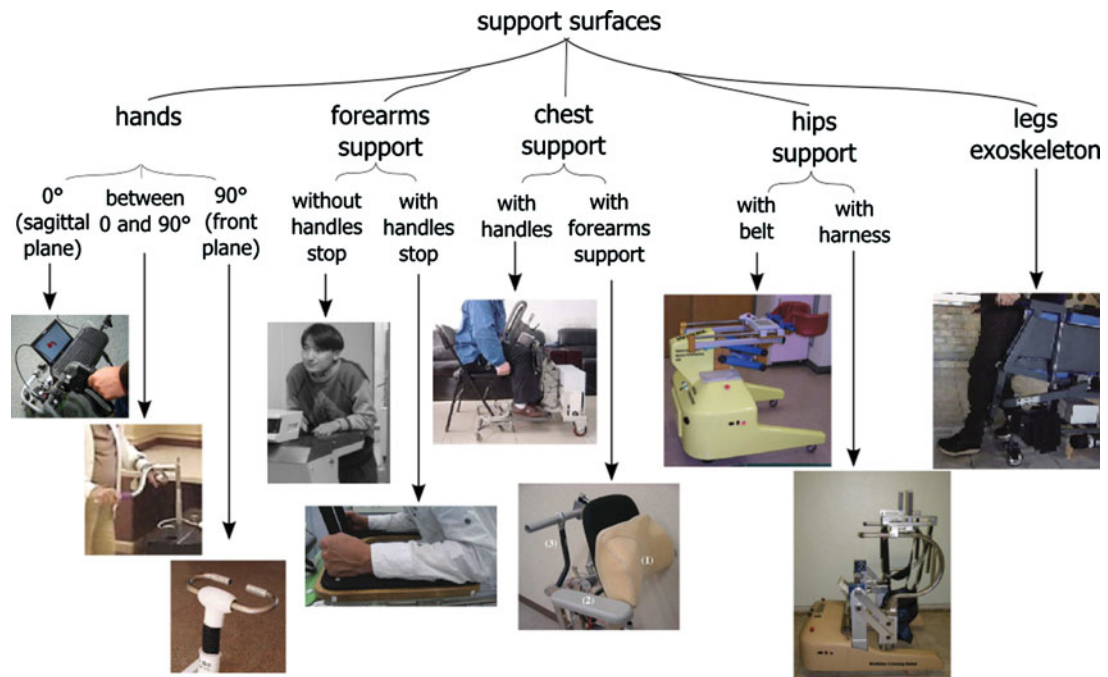 support surfaces
hands
forearms
support
chest
support
hips
support
legs
exoskeleton
0°
(sagittal
plane)
between
0 and 90°
90°
(front
plane)
without
handles
stop
with
handles
stop
with
handles
with
forearms
support
with
belt
with
harness
(3)
(1)
(2)